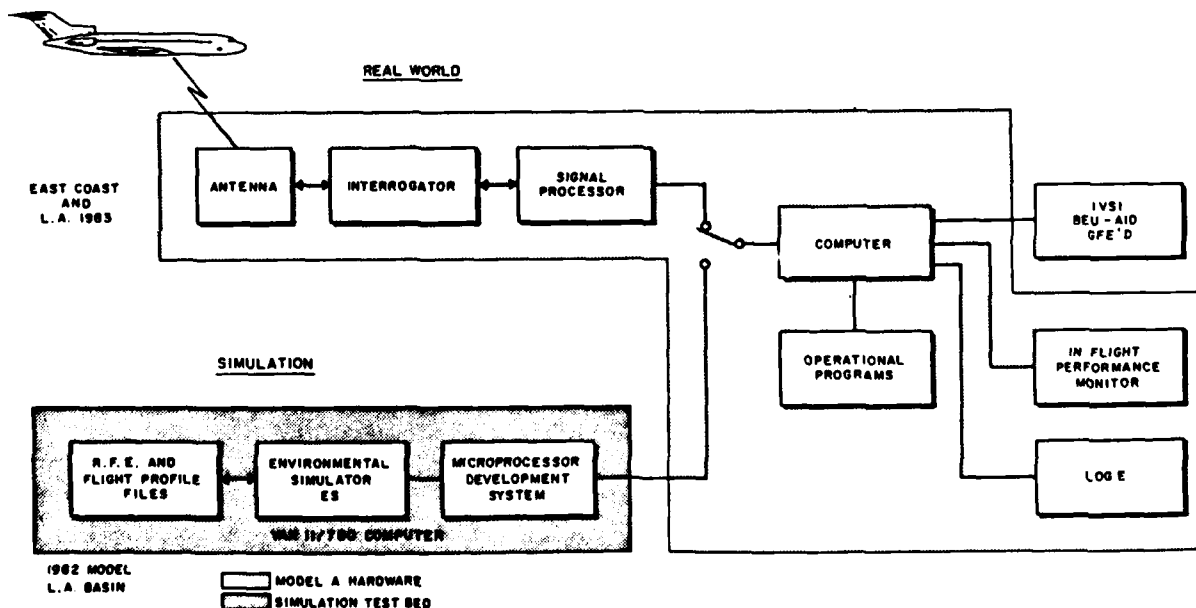 REAL WORLD
EAST COAST
AND
L.A. 1983
ANTENNA
INTERROGATOR
SIGNAL
PROCESSOR
COMPUTER
IVSI
BEU-AID
GFE'D
OPERATIONAL
PROGRAMS
IN FLIGHT
PERFORMANCE
MONITOR
LOGIE
SIMULATION
R.F.E. AND
FLIGHT PROFILE
FILES
ENVIRONMENTAL
SIMULATOR
ES
MICROPROCESSOR
DEVELOPMENT
SYSTEM
VAX 11/780 COMPUTER
1982 MODEL
L.A. BASIN
MODEL A HARDWARE
SIMULATION TEST BED